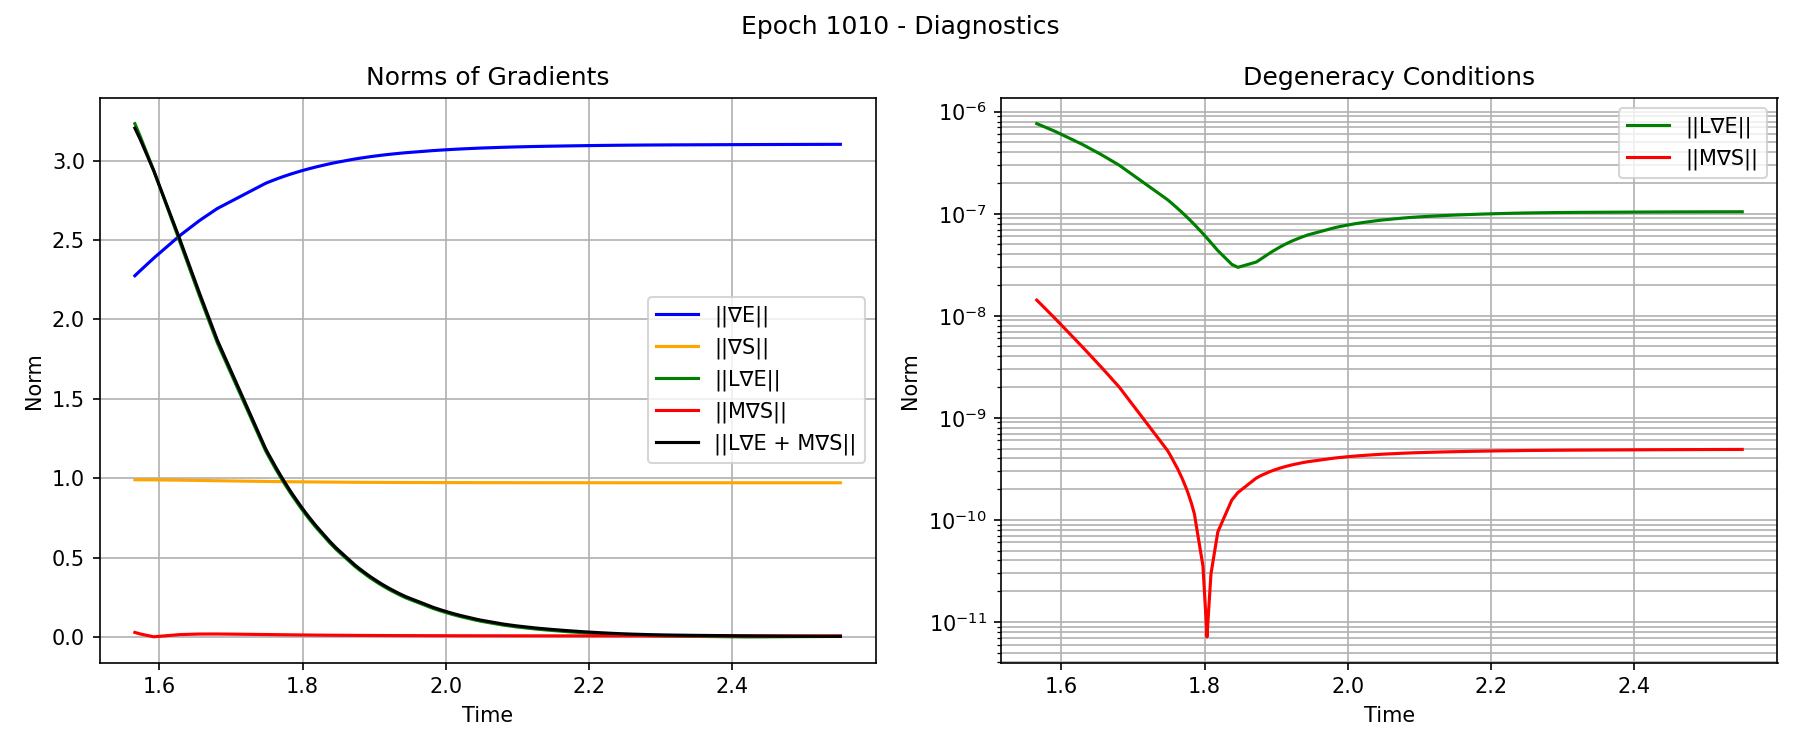 Epoch 1010 - Diagnostics
Norms of Gradients
Norm
3.0
2.5
2.0
1.5
1.0
0.5
0.0
1.6 1.8 2.0 2.2 2.4
Time
||∇E||
||∇S||
||L∇E||
||M∇S||
||L∇E + M∇S||
Degeneracy Conditions
Norm
10⁻⁶
10⁻⁷
10⁻⁸
10⁻⁹
10⁻¹⁰
10⁻¹¹
1.6 1.8 2.0 2.2 2.4
Time
||L∇E||
||M∇S||